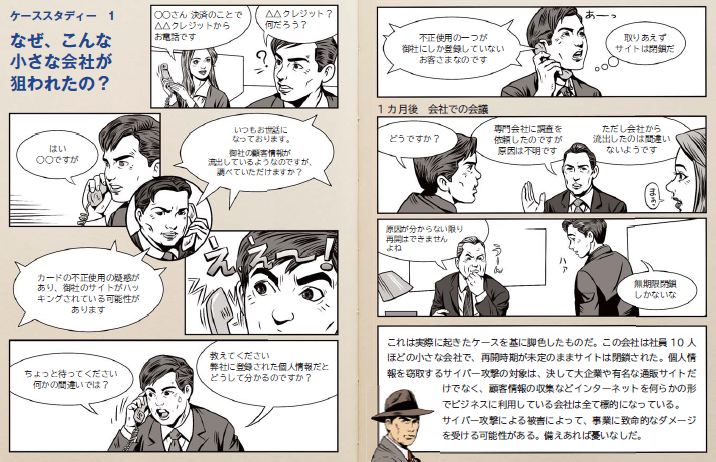 ケーススタディー 1
なぜ、こんな
小さな会社が
狙われたの？
〇〇さん 決済のことで
△△クレジットから
お電話です
△△クレジット？
何だろう？
？
はい
〇〇ですが
いつもお世話に
なっております。
御社の顧客情報が
流出しているようなのですが、
調べていただけますか？
カードの不正使用の疑惑が
あり、御社のサイトがハッ
キングされている可能性が
あります
えぇー！
ちょっと待ってください
何かの間違いでは？
教えてください
弊社に登録された個人情報だと
どうして分かるのですか？
不正使用の一つが
御社にしか登録していない
お客さまなのです
あーっ
取りあえず
サイトは閉鎖だ
1カ月後 会社での会議
どうですか？
専門会社に調査を
依頼したのですが
原因は不明です
ただし会社から
流出したのは間違い
ないようです
まぁ
原因が分からない限り
再開はできません
よね
うーん
ハァ
無期限閉鎖
しかないな
これは実際に起きたケースを基に脚色したものだ。この会社は社員 10 人
ほどの小さな会社で、再開時期が未定のままサイトは閉鎖された。個人情
報を窃取するサイバー攻撃の対象は、決して大企業や有名な通販サイトだ
けでなく、顧客情報の収集などインターネットを何らかの形
でビジネスに利用している会社は全て標的になっている。
サイバー攻撃による被害によって、事業に致命的なダメージ
を受ける可能性がある。備えあれば憂いなしだ。